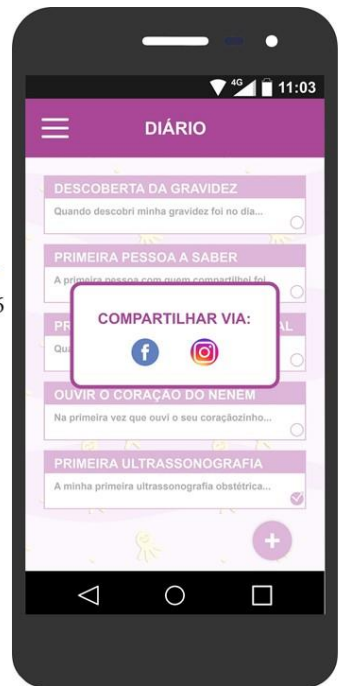 4G 11:03
DIÁRIO
DESCOBERTA DA GRAVIDEZ
Quando descobri minha gravidez foi no dia...
PRIMEIRA PESSOA A SABER
A primeira pessoa com quem compartilhei foi
COMPARTILHAR VIA:
f
OUVIR O CORAÇÃO DO NENÉM
Na primeira vez que ouvi o seu coraçãozinho...
PRIMEIRA ULTRASSONOGRAFIA
A minha primeira ultrassonografia obstétrica...
+